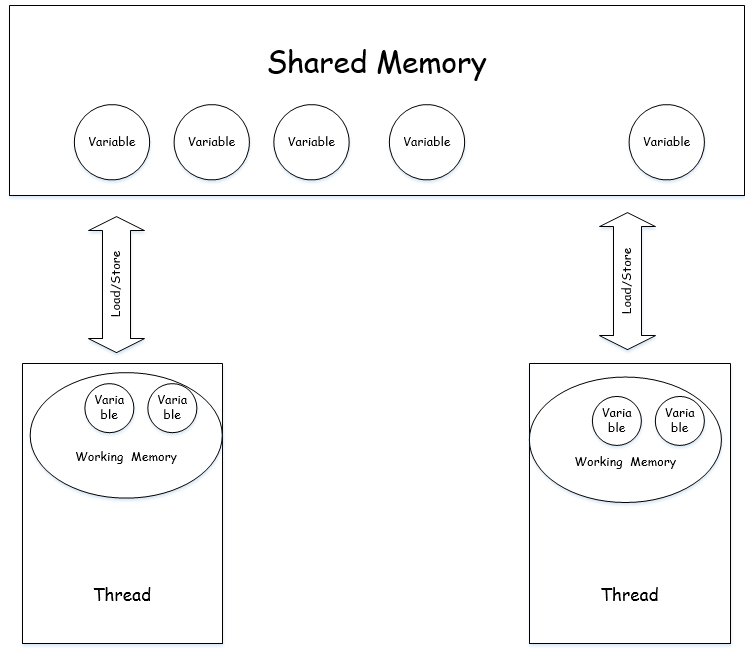 Shared Memory
Variable Variable Variable Variable Variable
Load/Store Load/Store
Varia
ble
Varia
ble
Working Memory
Thread
Varia
ble
Varia
ble
Working Memory
Thread